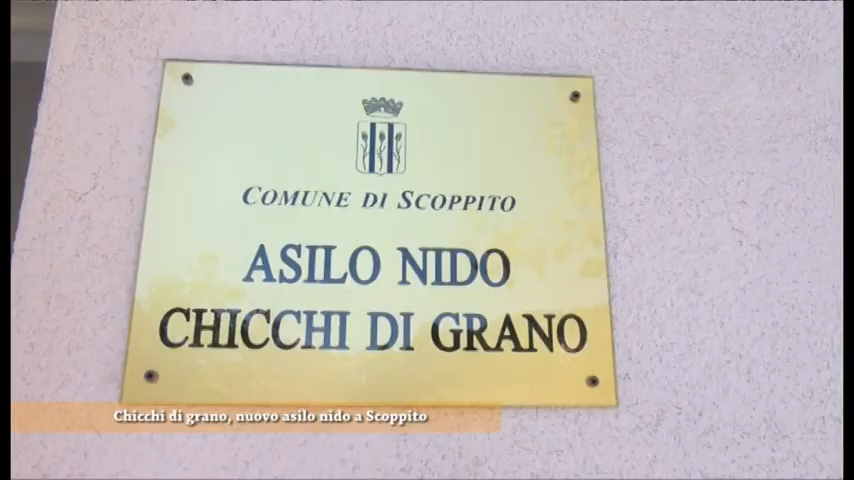 COMUNE DI SCOPPITO
ASILO NIDO
CHICCHI DI GRANO
Chicchi di grano, nuovo asilo nido a Scoppito